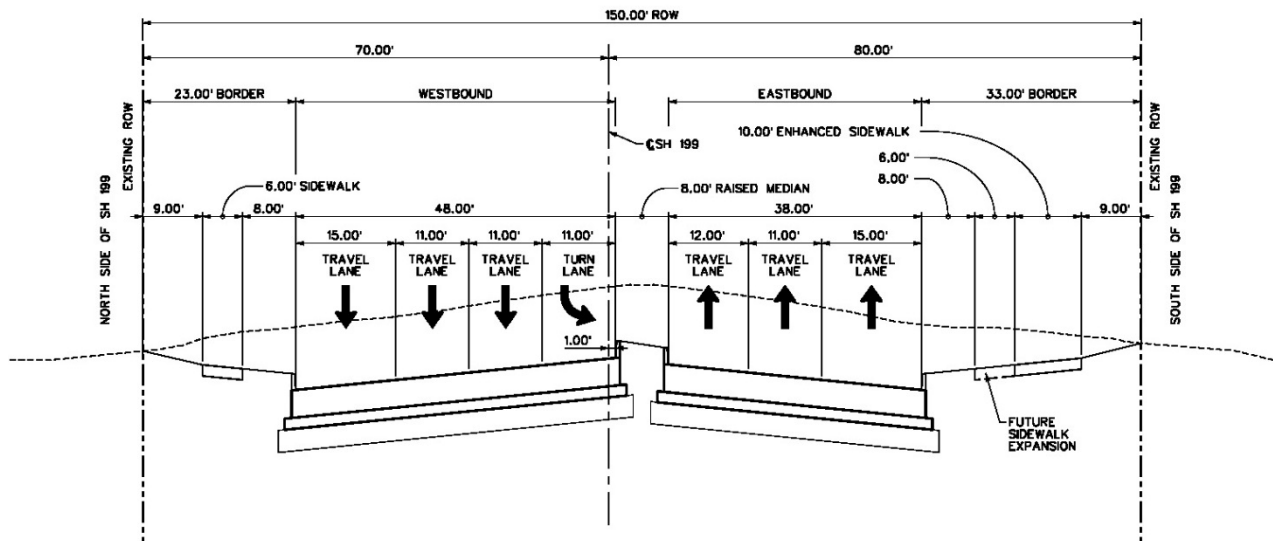 150.00' ROW
70.00'
80.00'
23.00' BORDER
WESTBOUND
EASTBOUND
33.00' BORDER
NORTH SIDE OF SH 199
EXISTING ROW
℄ SH 199
10.00' ENHANCED SIDEWALK
6.00'
8.00'
EXISTING ROW
SOUTH SIDE OF SH 199
6.00' SIDEWALK
8.00' RAISED MEDIAN
9.00'
8.00'
48.00'
38.00'
9.00'
15.00'
11.00'
11.00'
11.00'
12.00'
11.00'
15.00'
TRAVEL
LANE
TRAVEL
LANE
TRAVEL
LANE
TURN
LANE
TRAVEL
LANE
TRAVEL
LANE
TRAVEL
LANE
1.00'
FUTURE
SIDEWALK
EXPANSION